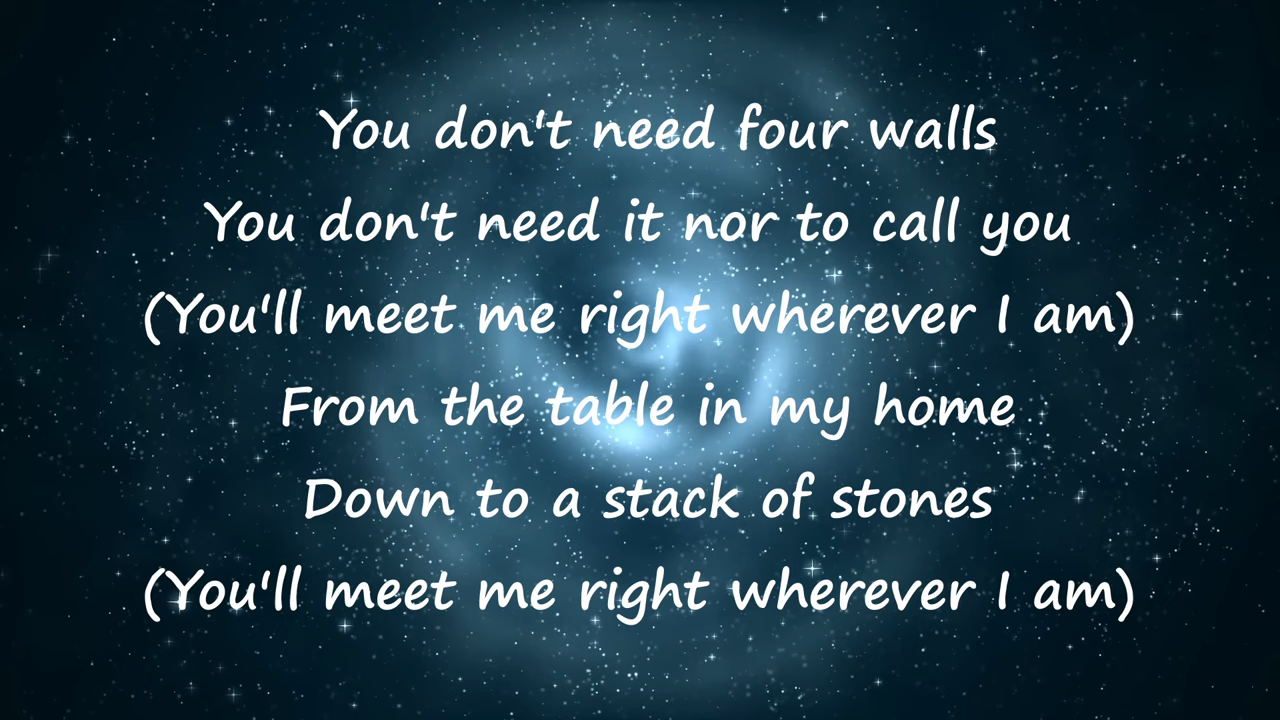 You don't need four walls
You don't need it nor to call you
(You'll meet me right wherever I am)
From the table in my home
Down to a stack of stones
(You'll meet me right wherever I am)